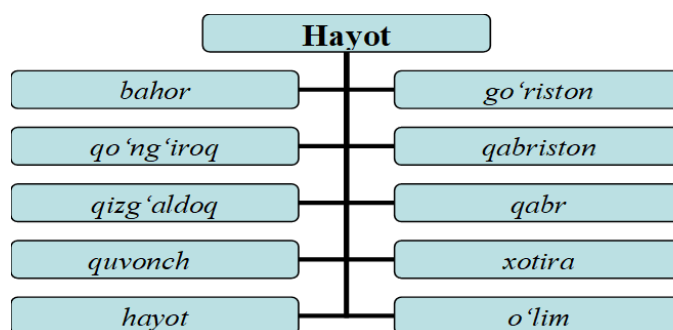 Hayot
bahor
go‘riston
qo‘ng‘iroq
qabriston
qizg‘aldoq
qabr
quvonch
xotira
hayot
o‘lim